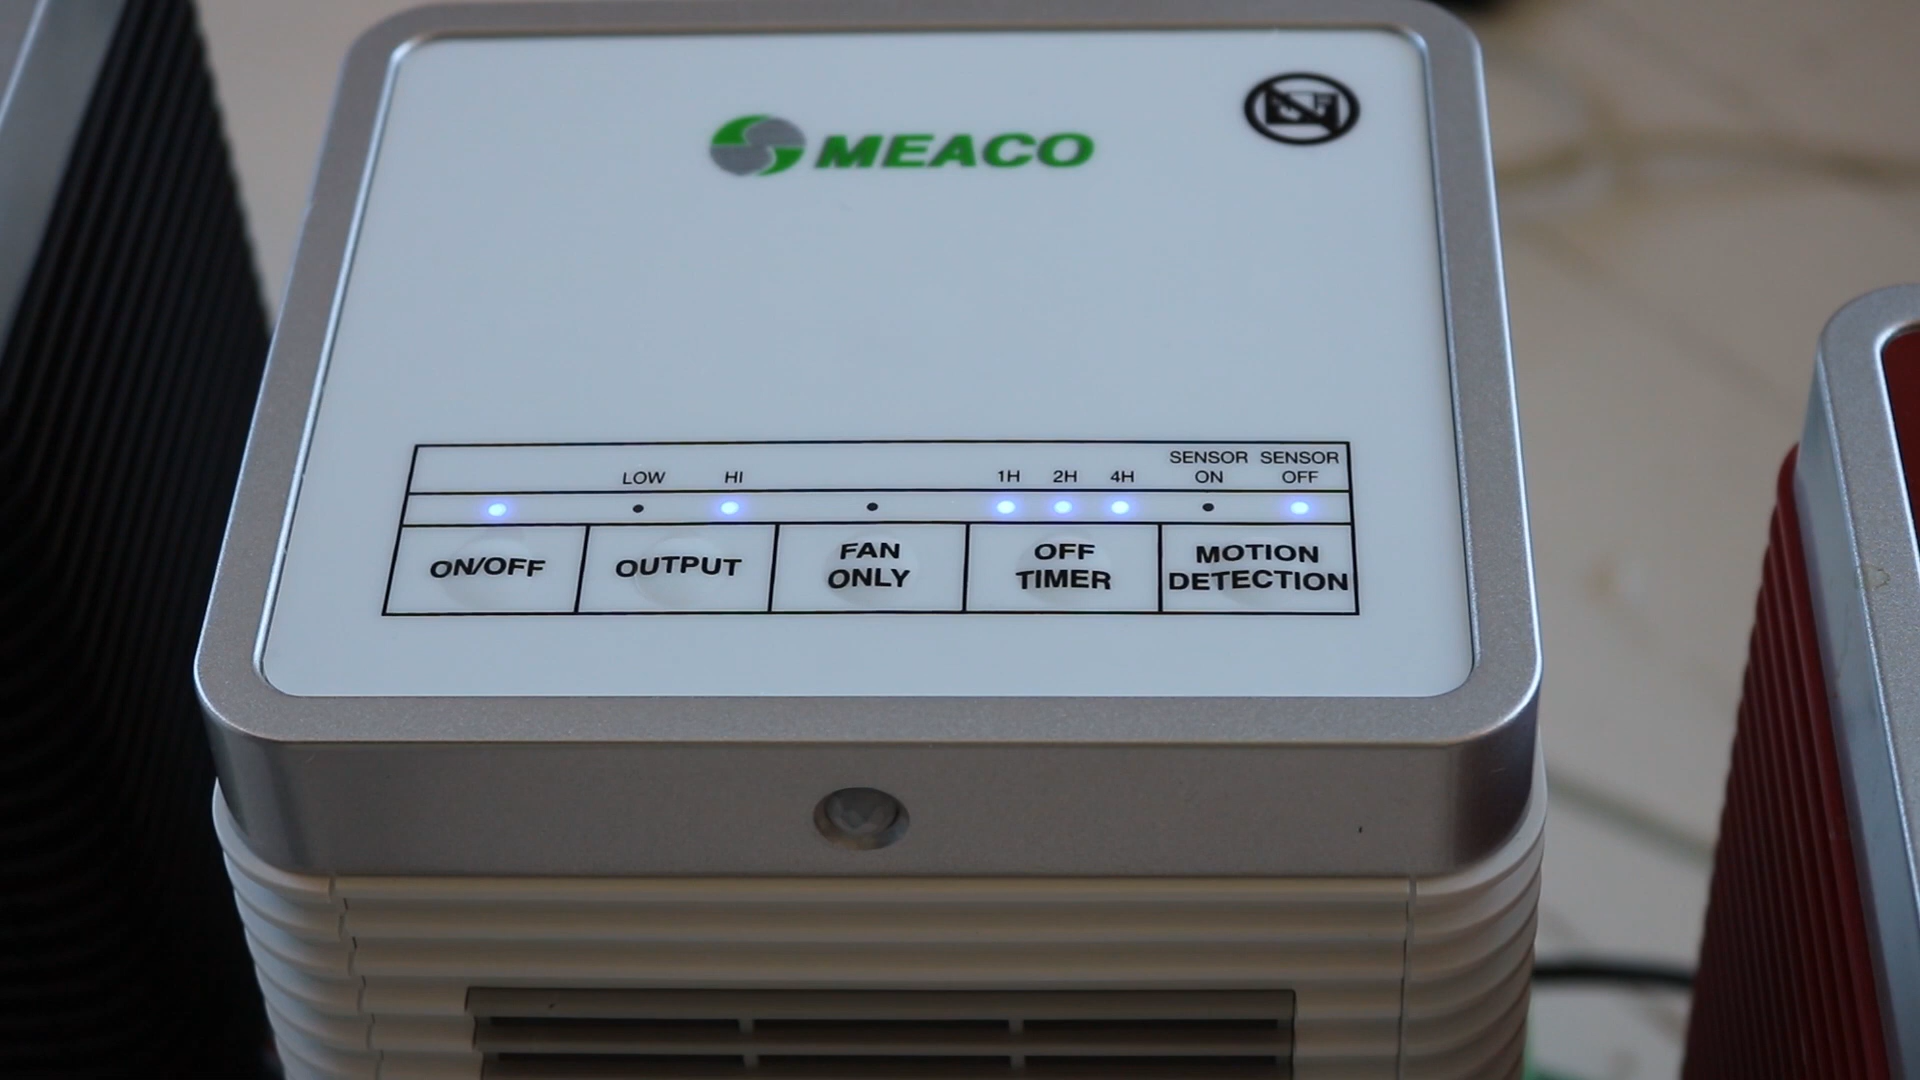 MEACO
LOW HI 1H 2H 4H SENSOR ON SENSOR OFF
ON/OFF OUTPUT FAN ONLY OFF TIMER MOTION DETECTION